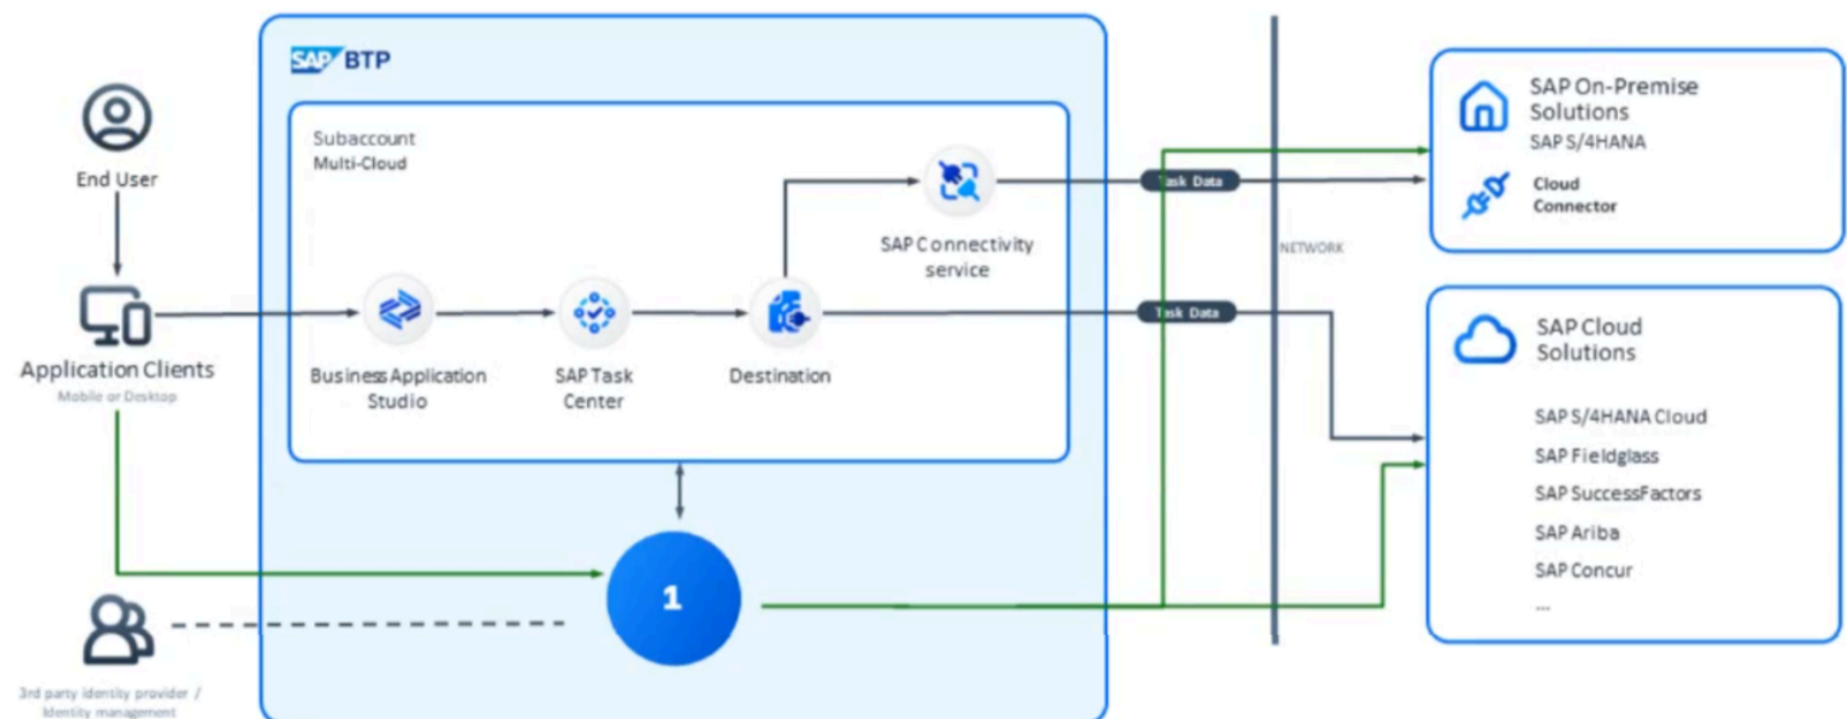 SAP BTP
Subaccount
Multi-Cloud
End User
Application Clients
Mobile or Desktop
Business Application
Studio
SAP Task
Center
Destination
SAP Connectivity
service
Task Data
Task Data
NETWORK
SAP On-Premise
Solutions
SAP S/4HANA
Cloud
Connector
SAP Cloud
Solutions
SAP S/4HANA Cloud
SAP Fieldglass
SAP SuccessFactors
SAP Ariba
SAP Concur
...
1
3rd party identity provider /
Identity management